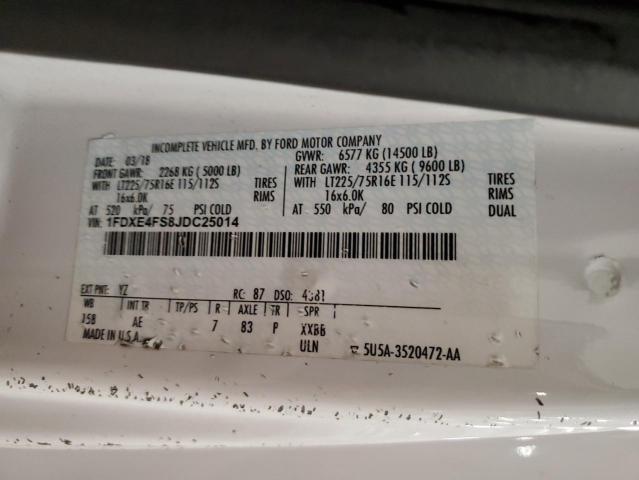 INCOMPLETE VEHICLE MFD. BY FORD MOTOR COMPANY
DATE: 03/18 GVWR: 6577 KG (14500 LB)
FRONT GAWR: 2268 KG (5000 LB) REAR GAWR: 4355 KG (9600 LB)
WITH LT225/75R16E 115/112S TIRES WITH LT225/75R16E 115/112S TIRES
16x6.0K RIMS 16x6.0K RIMS
AT 520 kPa/ 75 PSI COLD AT 550 kPa/ 80 PSI COLD DUAL
VIN: 1FDXE4FS8JDC25014
EXT PNT: YZ RC: 87 DSO: 4381
WB INT TR TP/PS R AXLE TR SPR
158 AE 7 83 P XXBB
MADE IN U.S.A. ULN ▽ 5U5A-3520472-AA